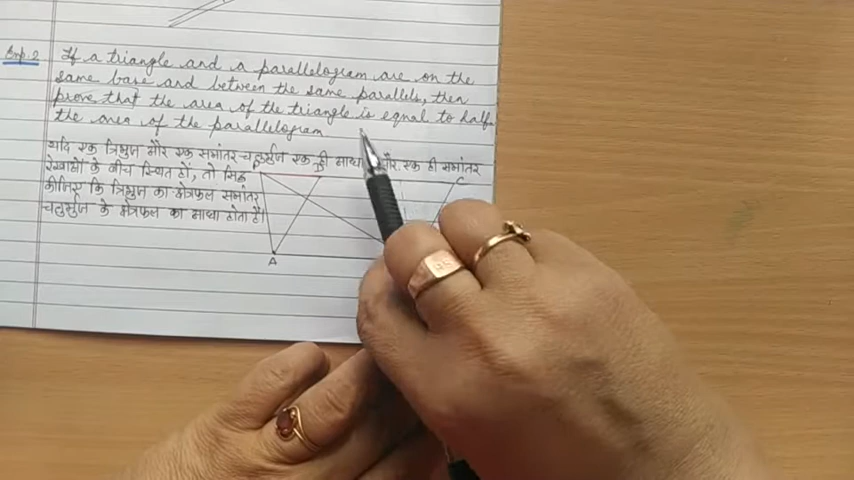 Exp. 2 If a triangle and a parallelogram are on the
same base and between the same parallels, then
prove that the area of the triangle is equal to half
the area of the parallelogram
यदि एक त्रिभुज और एक समांतर चतुर्भुज एक ही आधार और एक ही समांतर
रेखाओं के बीच स्थित हों, तो सिद्ध
कीजिए कि त्रिभुज का क्षेत्रफल समांतर
चतुर्भुज के क्षेत्रफल का आधा होता है।
P D C
A